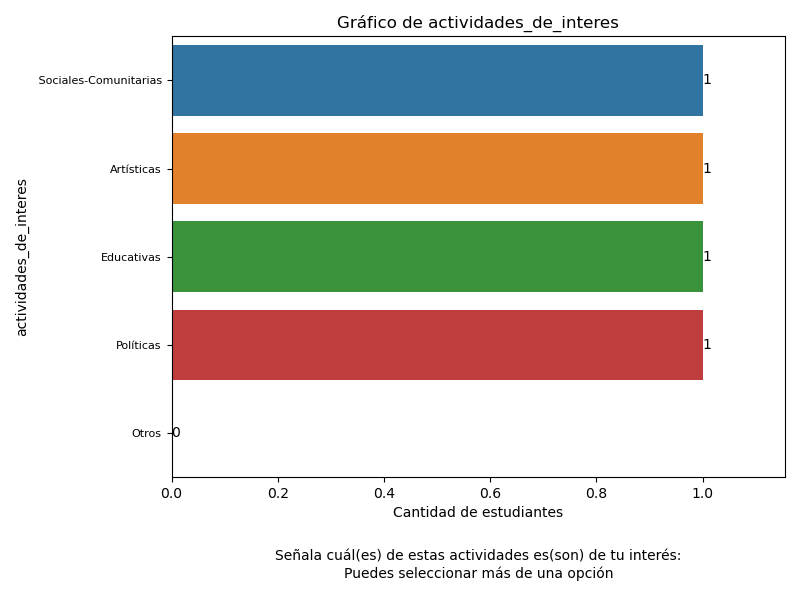 Gráfico de actividades_de_interes
actividades_de_interes
Sociales-Comunitarias
1
Artísticas
1
Educativas
1
Políticas
1
Otros
0
0.0 0.2 0.4 0.6 0.8 1.0
Cantidad de estudiantes
Señala cuál(es) de estas actividades es(son) de tu interés:
Puedes seleccionar más de una opción